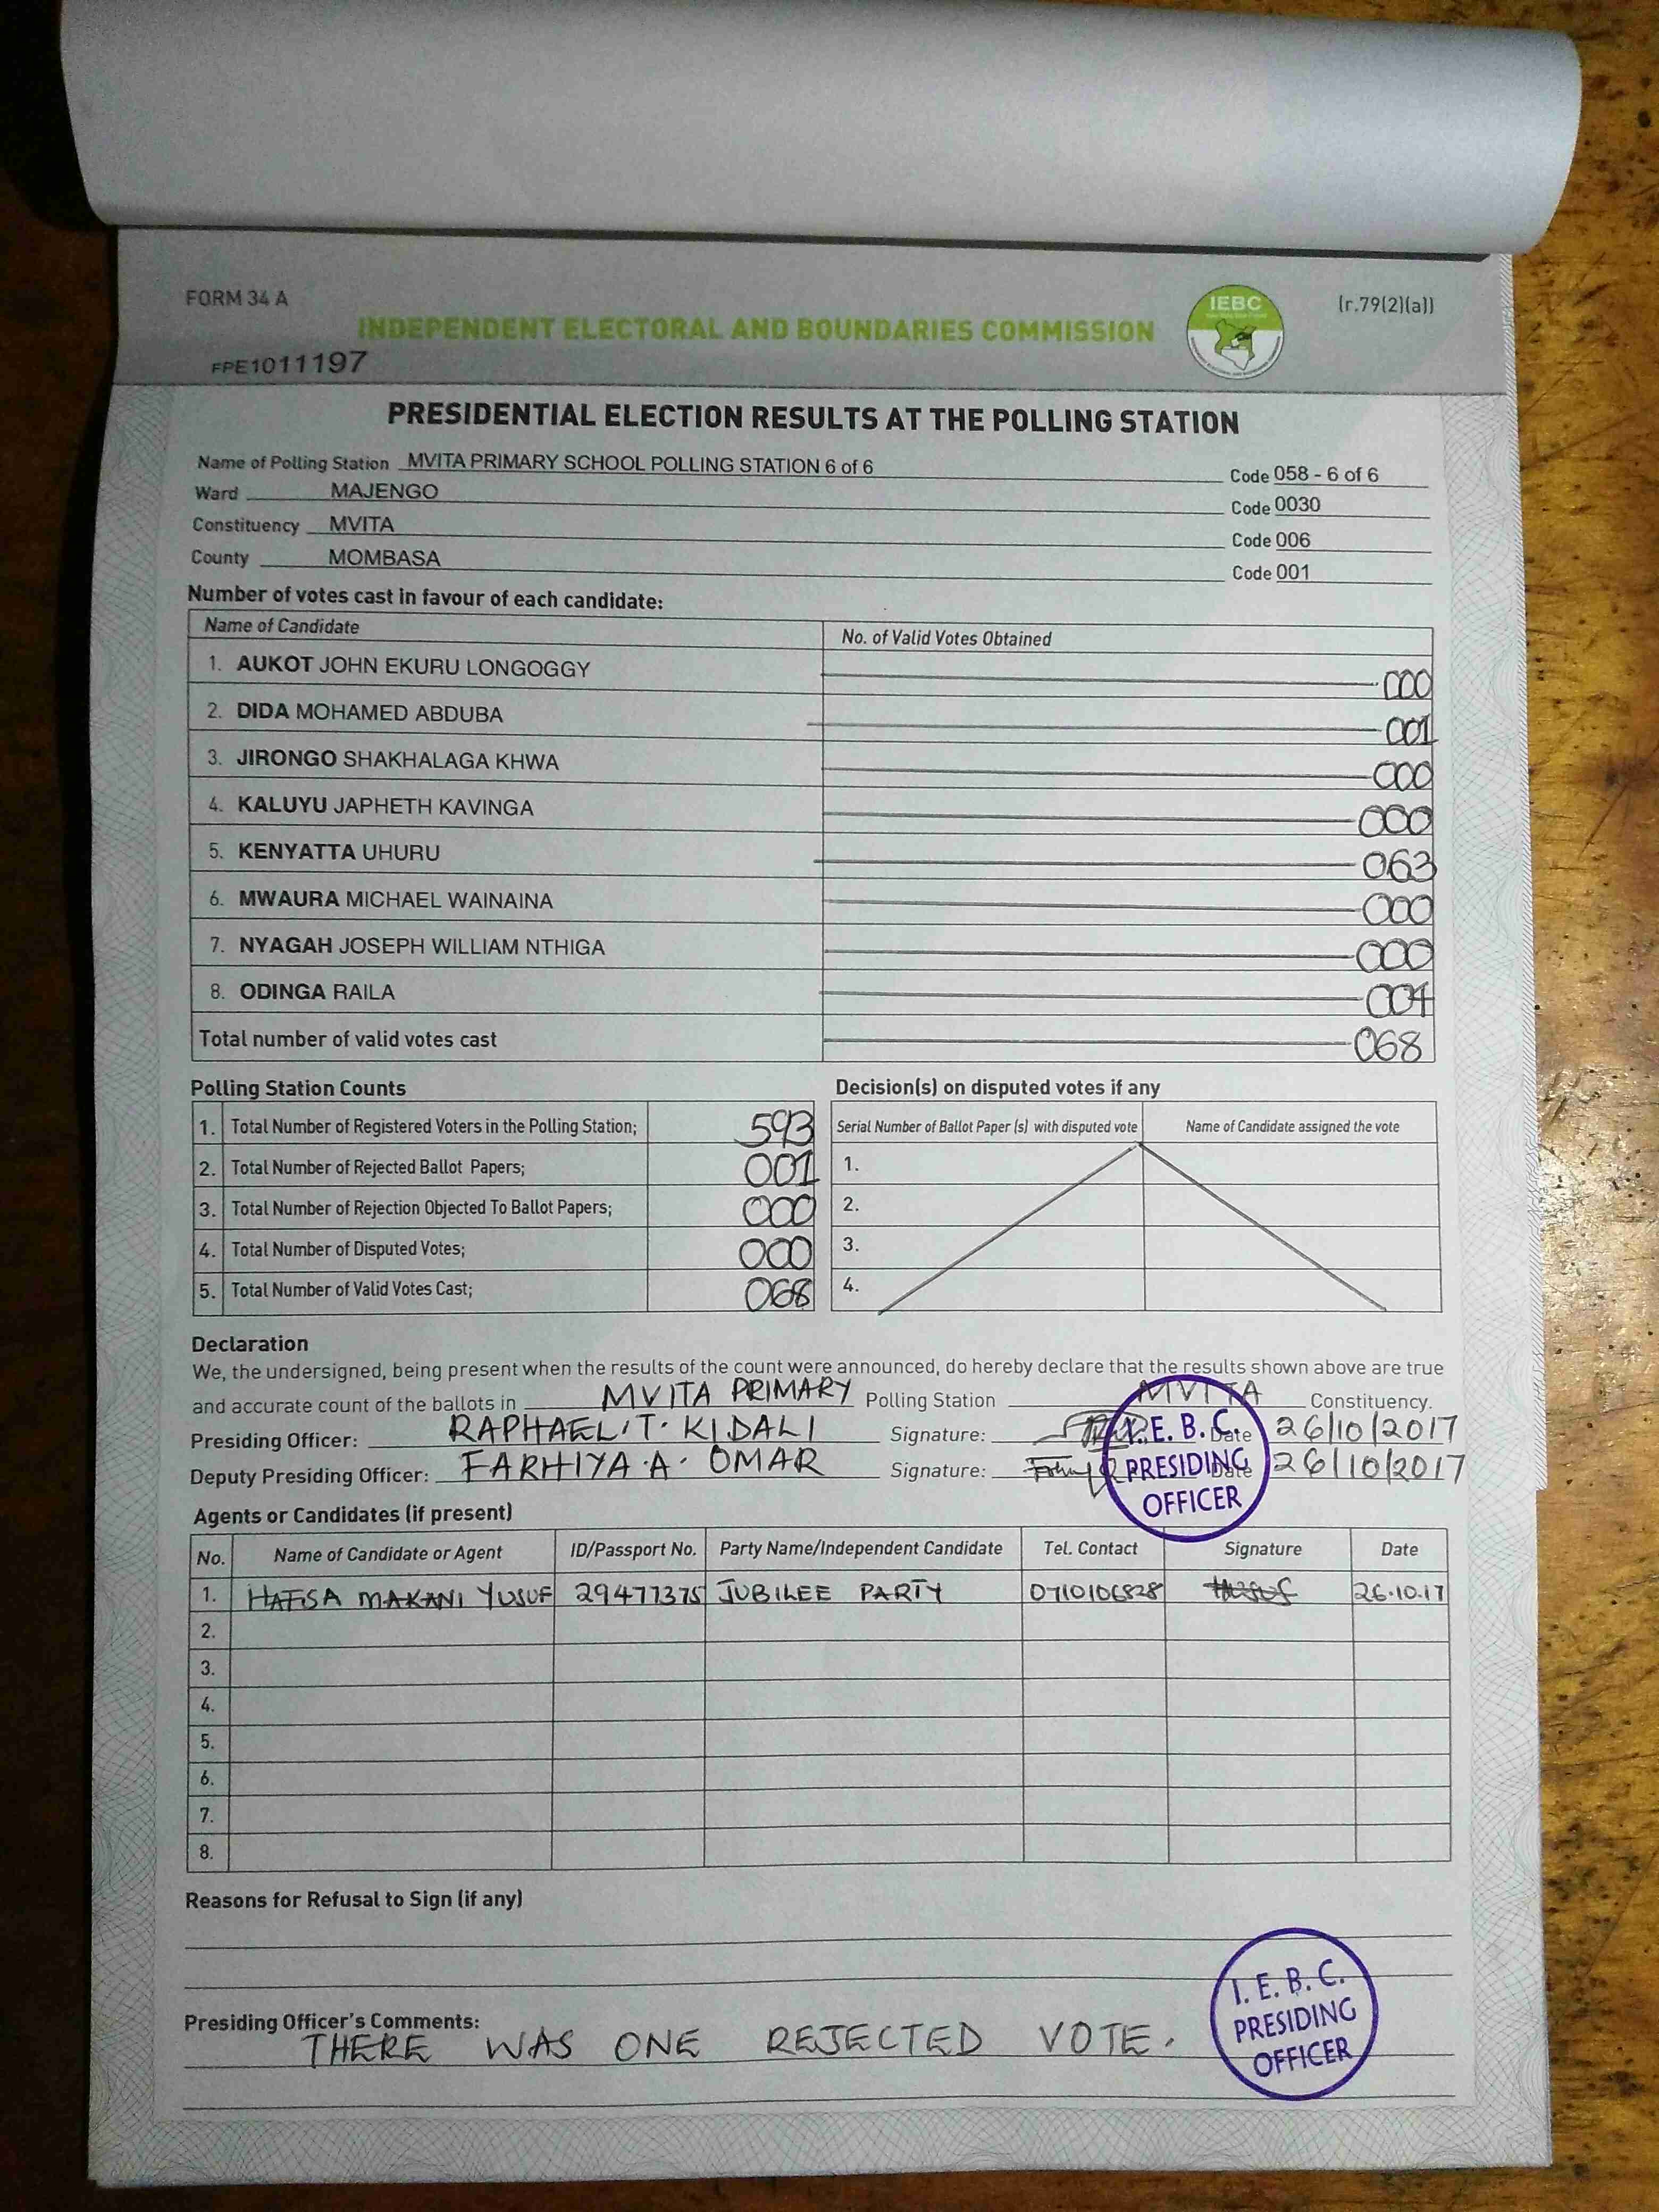 FORM 34 A
IEBC
(r.79(2)(a))
INDEPENDENT ELECTORAL AND BOUNDARIES COMMISSION
FPE1011197
PRESIDENTIAL ELECTION RESULTS AT THE POLLING STATION
Name of Polling Station MVITA PRIMARY SCHOOL POLLING STATION 6 of 6 Code 058 - 6 of 6
Ward MAJENGO Code 0030
Constituency MVITA Code 006
County MOMBASA Code 001
Number of votes cast in favour of each candidate:
Name of Candidate No. of Valid Votes Obtained
1. AUKOT JOHN EKURU LONGOGGY 000
2. DIDA MOHAMED ABDUBA 001
3. JIRONGO SHAKHALAGA KHWA 000
4. KALUYU JAPHETH KAVINGA 000
5. KENYATTA UHURU 063
6. MWAURA MICHAEL WAINAINA 000
7. NYAGAH JOSEPH WILLIAM NTHIGA 000
8. ODINGA RAILA 004
Total number of valid votes cast 068
Polling Station Counts
1. Total Number of Registered Voters in the Polling Station; 593
2. Total Number of Rejected Ballot Papers; 001
3. Total Number of Rejection Objected To Ballot Papers; 000
4. Total Number of Disputed Votes; 000
5. Total Number of Valid Votes Cast; 068
Decision(s) on disputed votes if any
Serial Number of Ballot Paper (s) with disputed vote Name of Candidate assigned the vote
1.
2.
3.
4.
Declaration
We, the undersigned, being present when the results of the count were announced, do hereby declare that the results shown above are true
and accurate count of the ballots in MVITA PRIMARY Polling Station MVITA Constituency.
Presiding Officer: RAPHAEL.T. KIDALI Signature: Date 26/10/2017
Deputy Presiding Officer: FARHIYA.A. OMAR Signature: Date 26/10/2017
I.E.B.C.
PRESIDING
OFFICER
Agents or Candidates (if present)
No. Name of Candidate or Agent ID/Passport No. Party Name/Independent Candidate Tel. Contact Signature Date
1. HAFSA MAKANI YUSUF 29477375 JUBILEE PARTY 0710106828 26.10.17
2.
3.
4.
5.
6.
7.
8.
Reasons for Refusal to Sign (if any)
Presiding Officer's Comments:
THERE WAS ONE REJECTED VOTE.
I.E.B.C.
PRESIDING
OFFICER